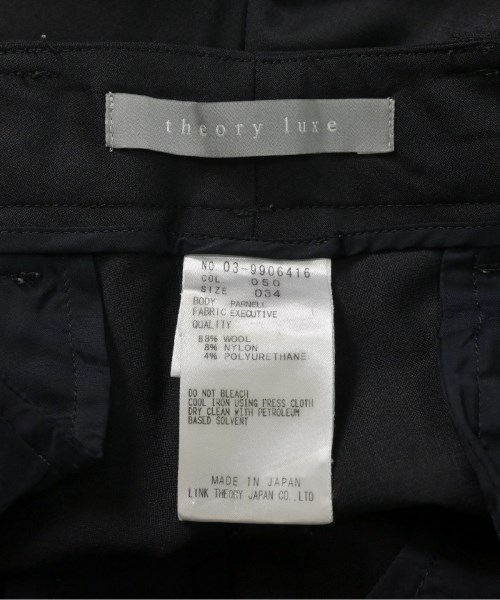 theory luxe
NO. 03-9906416
COL. 050
SIZE 034
BODY PARNELL
FABRIC EXECUTIVE
QUALITY
88% WOOL
8% NYLON
4% POLYURETHANE
DO NOT BLEACH
COOL IRON USING PRESS CLOTH
DRY CLEAN WITH PETROLEUM
BASED SOLVENT
MADE IN JAPAN
LINK THEORY JAPAN CO.,LTD